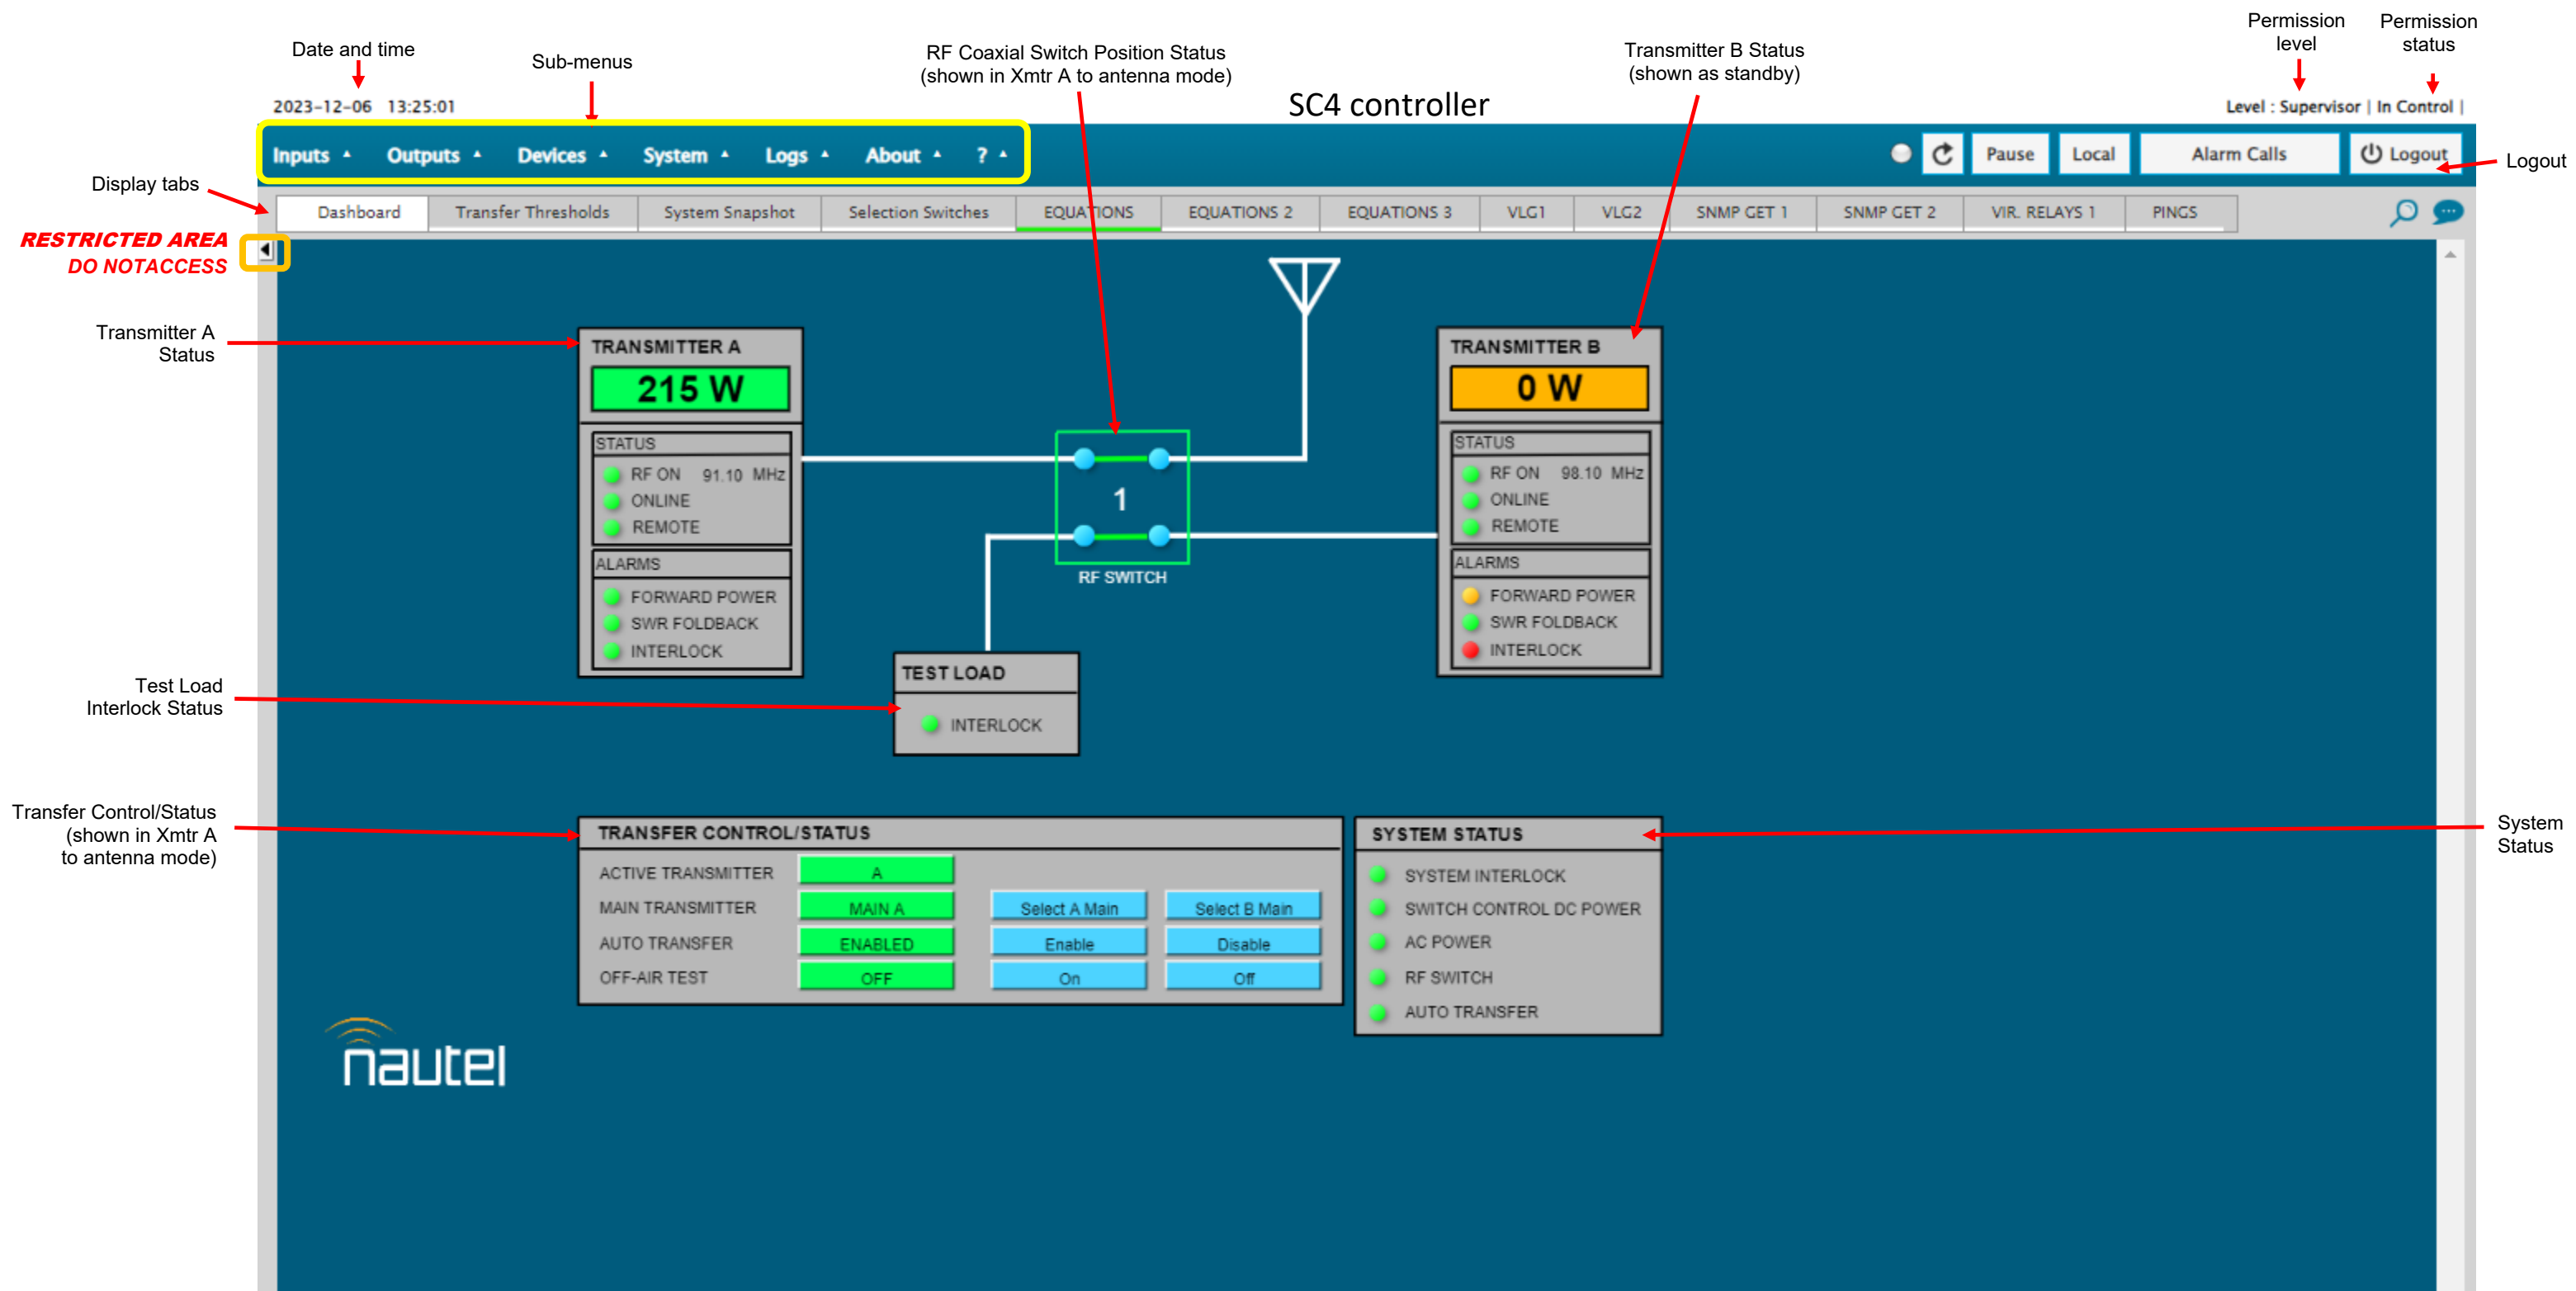 Date and time
Sub-menus
RF Coaxial Switch Position Status
(shown in Xmtr A to antenna mode)
Transmitter B Status
(shown as standby)
Permission
level
Permission
status
2023-12-06 13:25:01
SC4 controller
Level : Supervisor | In Control |
Inputs Outputs Devices System Logs About ?
Pause Local Alarm Calls Logout
Logout
Display tabs
Dashboard Transfer Thresholds System Snapshot Selection Switches EQUATIONS EQUATIONS 2 EQUATIONS 3 VLG1 VLG2 SNMP GET 1 SNMP GET 2 VIR. RELAYS 1 PINGS
RESTRICTED AREA
DO NOTACCESS
Transmitter A
Status
TRANSMITTER A
215 W
STATUS
RF ON 91.10 MHz
ONLINE
REMOTE
ALARMS
FORWARD POWER
SWR FOLDBACK
INTERLOCK
1
RF SWITCH
TRANSMITTER B
0 W
STATUS
RF ON 98.10 MHz
ONLINE
REMOTE
ALARMS
FORWARD POWER
SWR FOLDBACK
INTERLOCK
Test Load
Interlock Status
TEST LOAD
INTERLOCK
Transfer Control/Status
(shown in Xmtr A
to antenna mode)
TRANSFER CONTROL/STATUS
ACTIVE TRANSMITTER A
MAIN TRANSMITTER MAIN A Select A Main Select B Main
AUTO TRANSFER ENABLED Enable Disable
OFF-AIR TEST OFF On Off
SYSTEM STATUS
SYSTEM INTERLOCK
SWITCH CONTROL DC POWER
AC POWER
RF SWITCH
AUTO TRANSFER
System
Status
nautel